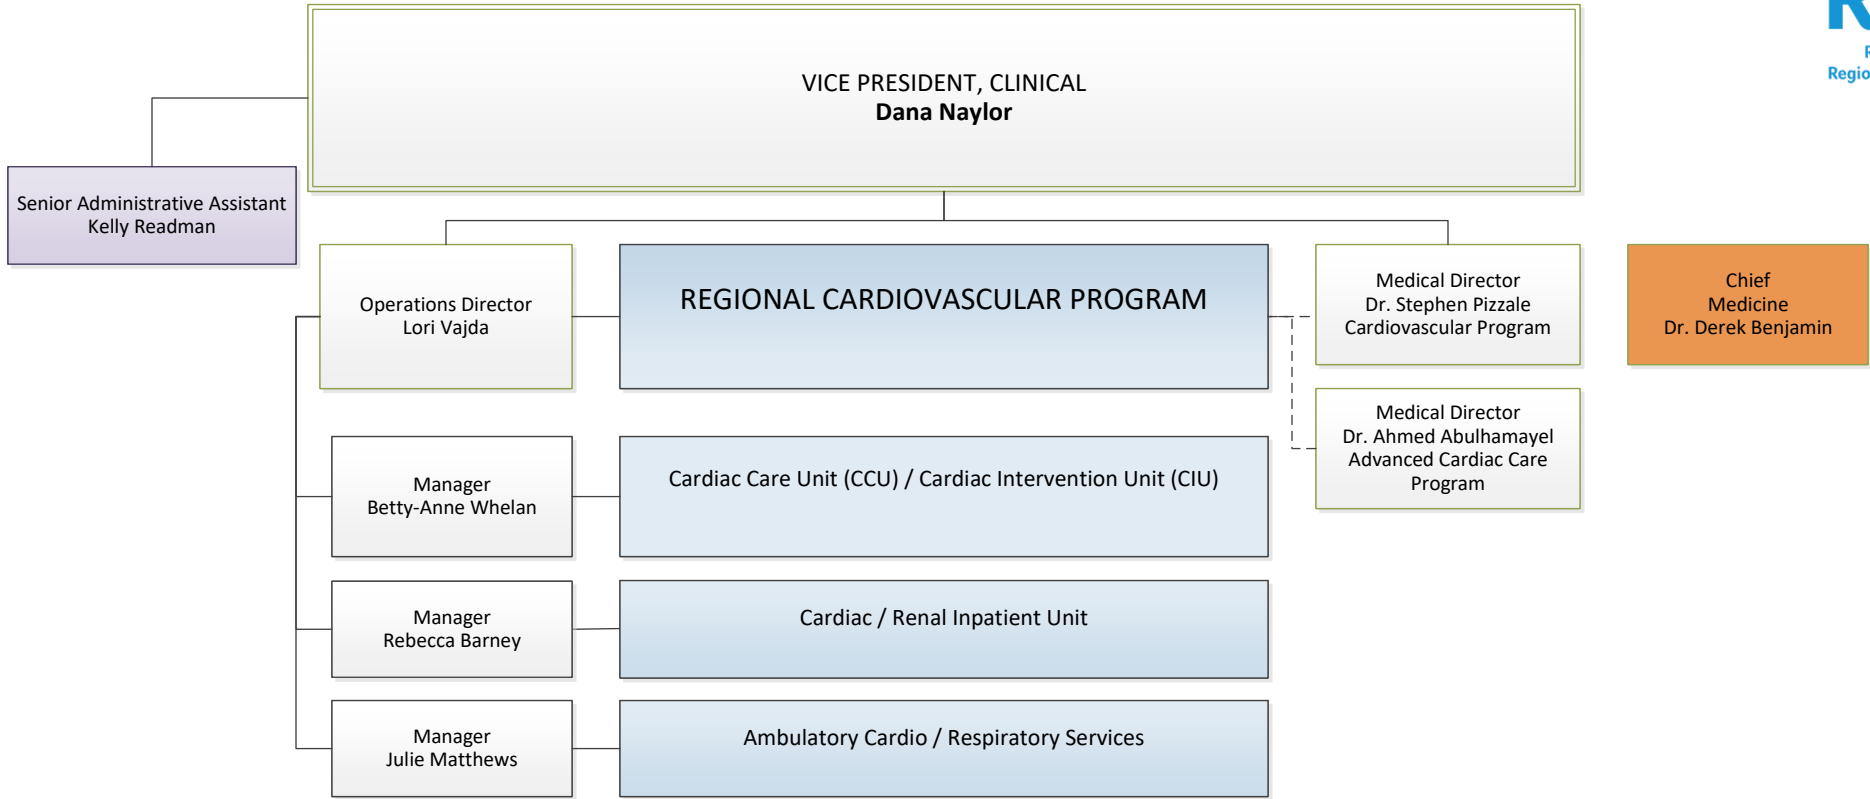 VICE PRESIDENT, CLINICAL
Dana Naylor
Senior Administrative Assistant
Kelly Readman
Operations Director
Lori Vajda
REGIONAL CARDIOVASCULAR PROGRAM
Medical Director
Dr. Stephen Pizzale
Cardiovascular Program
Chief
Medicine
Dr. Derek Benjamin
Medical Director
Dr. Ahmed Abulhamayel
Advanced Cardiac Care
Program
Manager
Betty-Anne Whelan
Cardiac Care Unit (CCU) / Cardiac Intervention Unit (CIU)
Manager
Rebecca Barney
Cardiac / Renal Inpatient Unit
Manager
Julie Matthews
Ambulatory Cardio / Respiratory Services